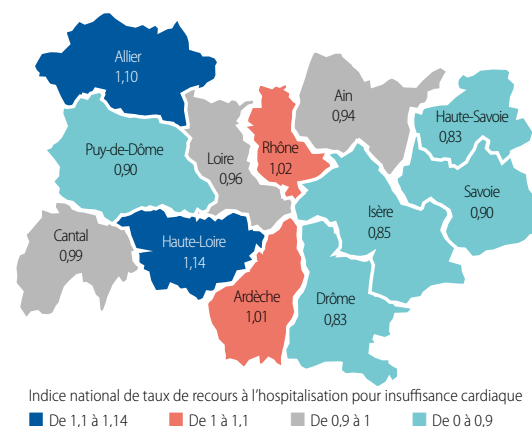 Allier
1,10
Ain
0,94
Haute-Savoie
0,83
Puy-de-Dôme
0,90
Loire
0,96
Rhône
1,02
Savoie
0,90
Isère
0,85
Cantal
0,99
Haute-Loire
1,14
Ardèche
1,01
Drôme
0,83
Indice national de taux de recours à l'hospitalisation pour insuffisance cardiaque
De 1,1 à 1,14 De 1 à 1,1 De 0,9 à 1 De 0 à 0,9